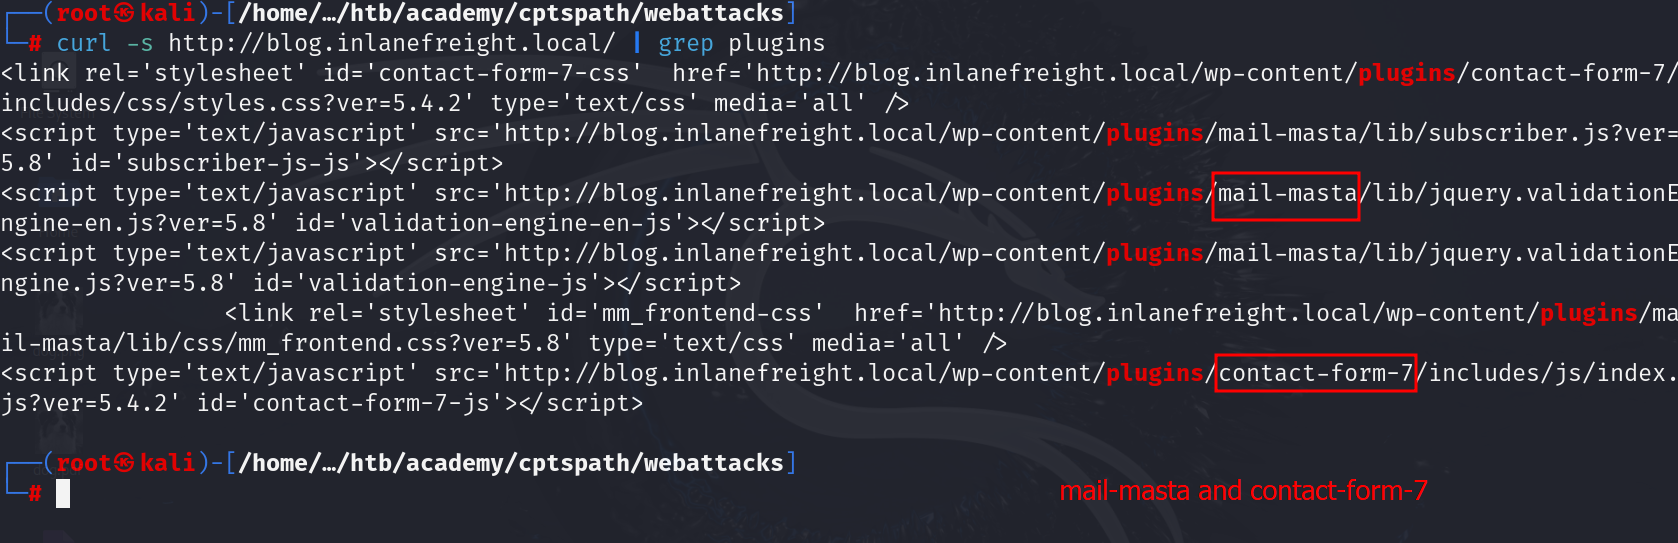 ┌──(root㉿kali)-[/home/…/htb/academy/cptspath/webattacks]
└─# curl -s http://blog.inlanefreight.local/ | grep plugins
<link rel='stylesheet' id='contact-form-7-css'  href='http://blog.inlanefreight.local/wp-content/plugins/contact-form-7/
includes/css/styles.css?ver=5.4.2' type='text/css' media='all' />
<script type='text/javascript' src='http://blog.inlanefreight.local/wp-content/plugins/mail-masta/lib/subscriber.js?ver=
5.8' id='subscriber-js-js'></script>
<script type='text/javascript' src='http://blog.inlanefreight.local/wp-content/plugins/mail-masta/lib/jquery.validationE
ngine-en.js?ver=5.8' id='validation-engine-en-js'></script>
<script type='text/javascript' src='http://blog.inlanefreight.local/wp-content/plugins/mail-masta/lib/jquery.validationE
ngine.js?ver=5.8' id='validation-engine-js'></script>
                <link rel='stylesheet' id='mm_frontend-css'  href='http://blog.inlanefreight.local/wp-content/plugins/ma
il-masta/lib/css/mm_frontend.css?ver=5.8' type='text/css' media='all' />
<script type='text/javascript' src='http://blog.inlanefreight.local/wp-content/plugins/contact-form-7/includes/js/index.
js?ver=5.4.2' id='contact-form-7-js'></script>
┌──(root㉿kali)-[/home/…/htb/academy/cptspath/webattacks]
└─#
mail-masta and contact-form-7